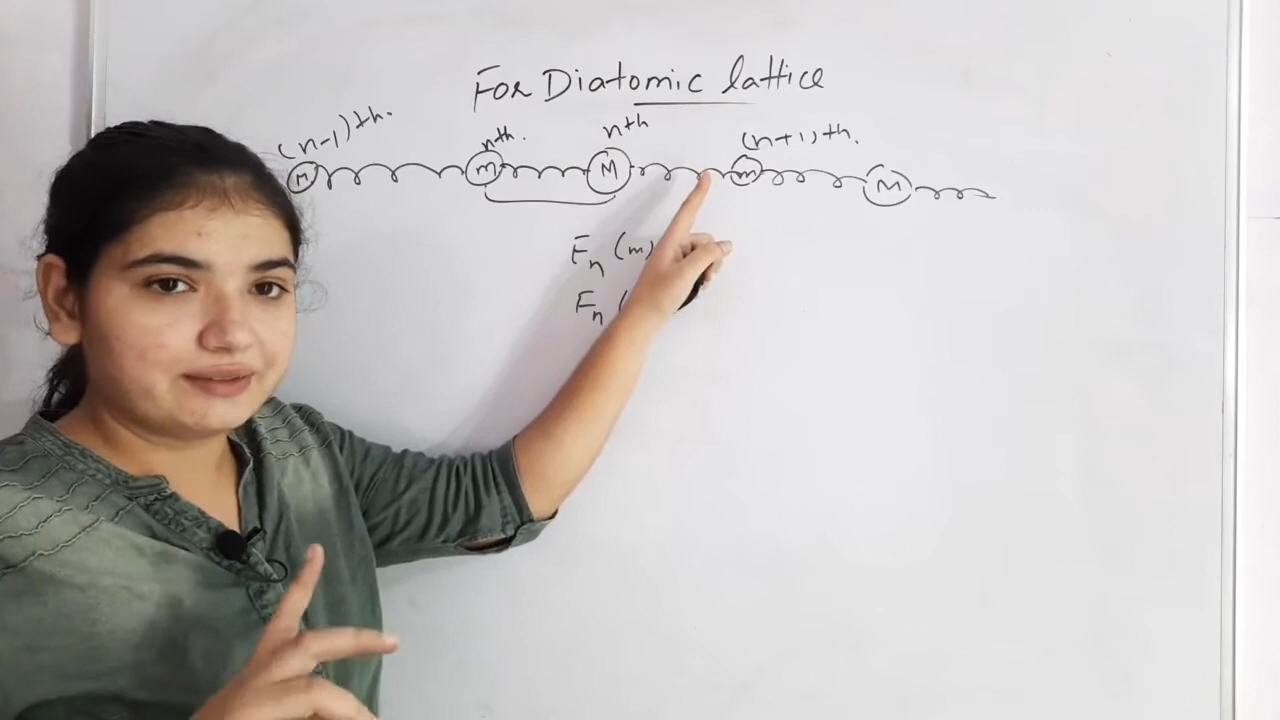 For Diatomic lattice
(n-1)th. nth. nth (n+1)th.
M m M m M
Fn (m)
Fn (